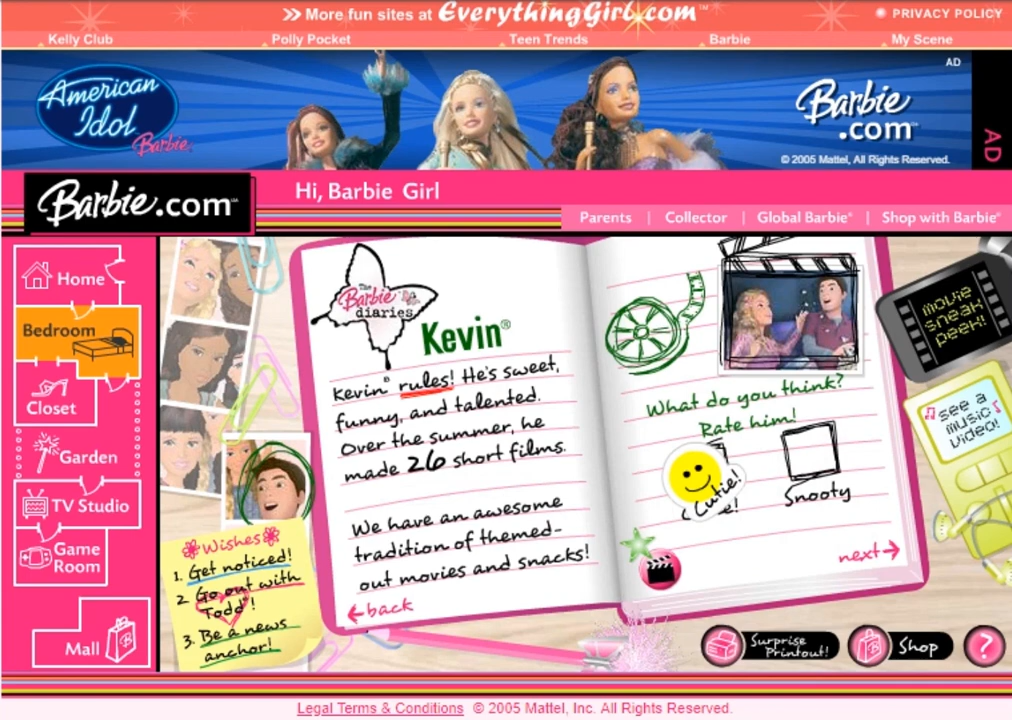 >> More fun sites at EverythingGirl.com™
PRIVACY POLICY
Kelly Club
Polly Pocket
Teen Trends
Barbie
My Scene
AD
American Idol
Barbie
Barbie.com
© 2005 Mattel, All Rights Reserved.
AD
Barbie.com
Hi, Barbie Girl
Parents | Collector | Global Barbie® | Shop with Barbie®
Home
Bedroom
Closet
Garden
TV Studio
Game Room
Mall
B
The Barbie diaries
Kevin®
Kevin® rules! He's sweet,
funny, and talented.
Over the summer, he
made 26 short films.
We have an awesome
tradition of themed-
out movies and snacks!
←back
What do you think?
Rate him!
Cutie!
Snooty
next→
Wishes
1. Get noticed!
2 Go out with
Todd®!
3. Be a news
anchor!
movie
sneak
peek!
see a
music
video!
Surprise
Printout!
B
Shop
?
Legal Terms & Conditions © 2005 Mattel, Inc. All Rights Reserved.